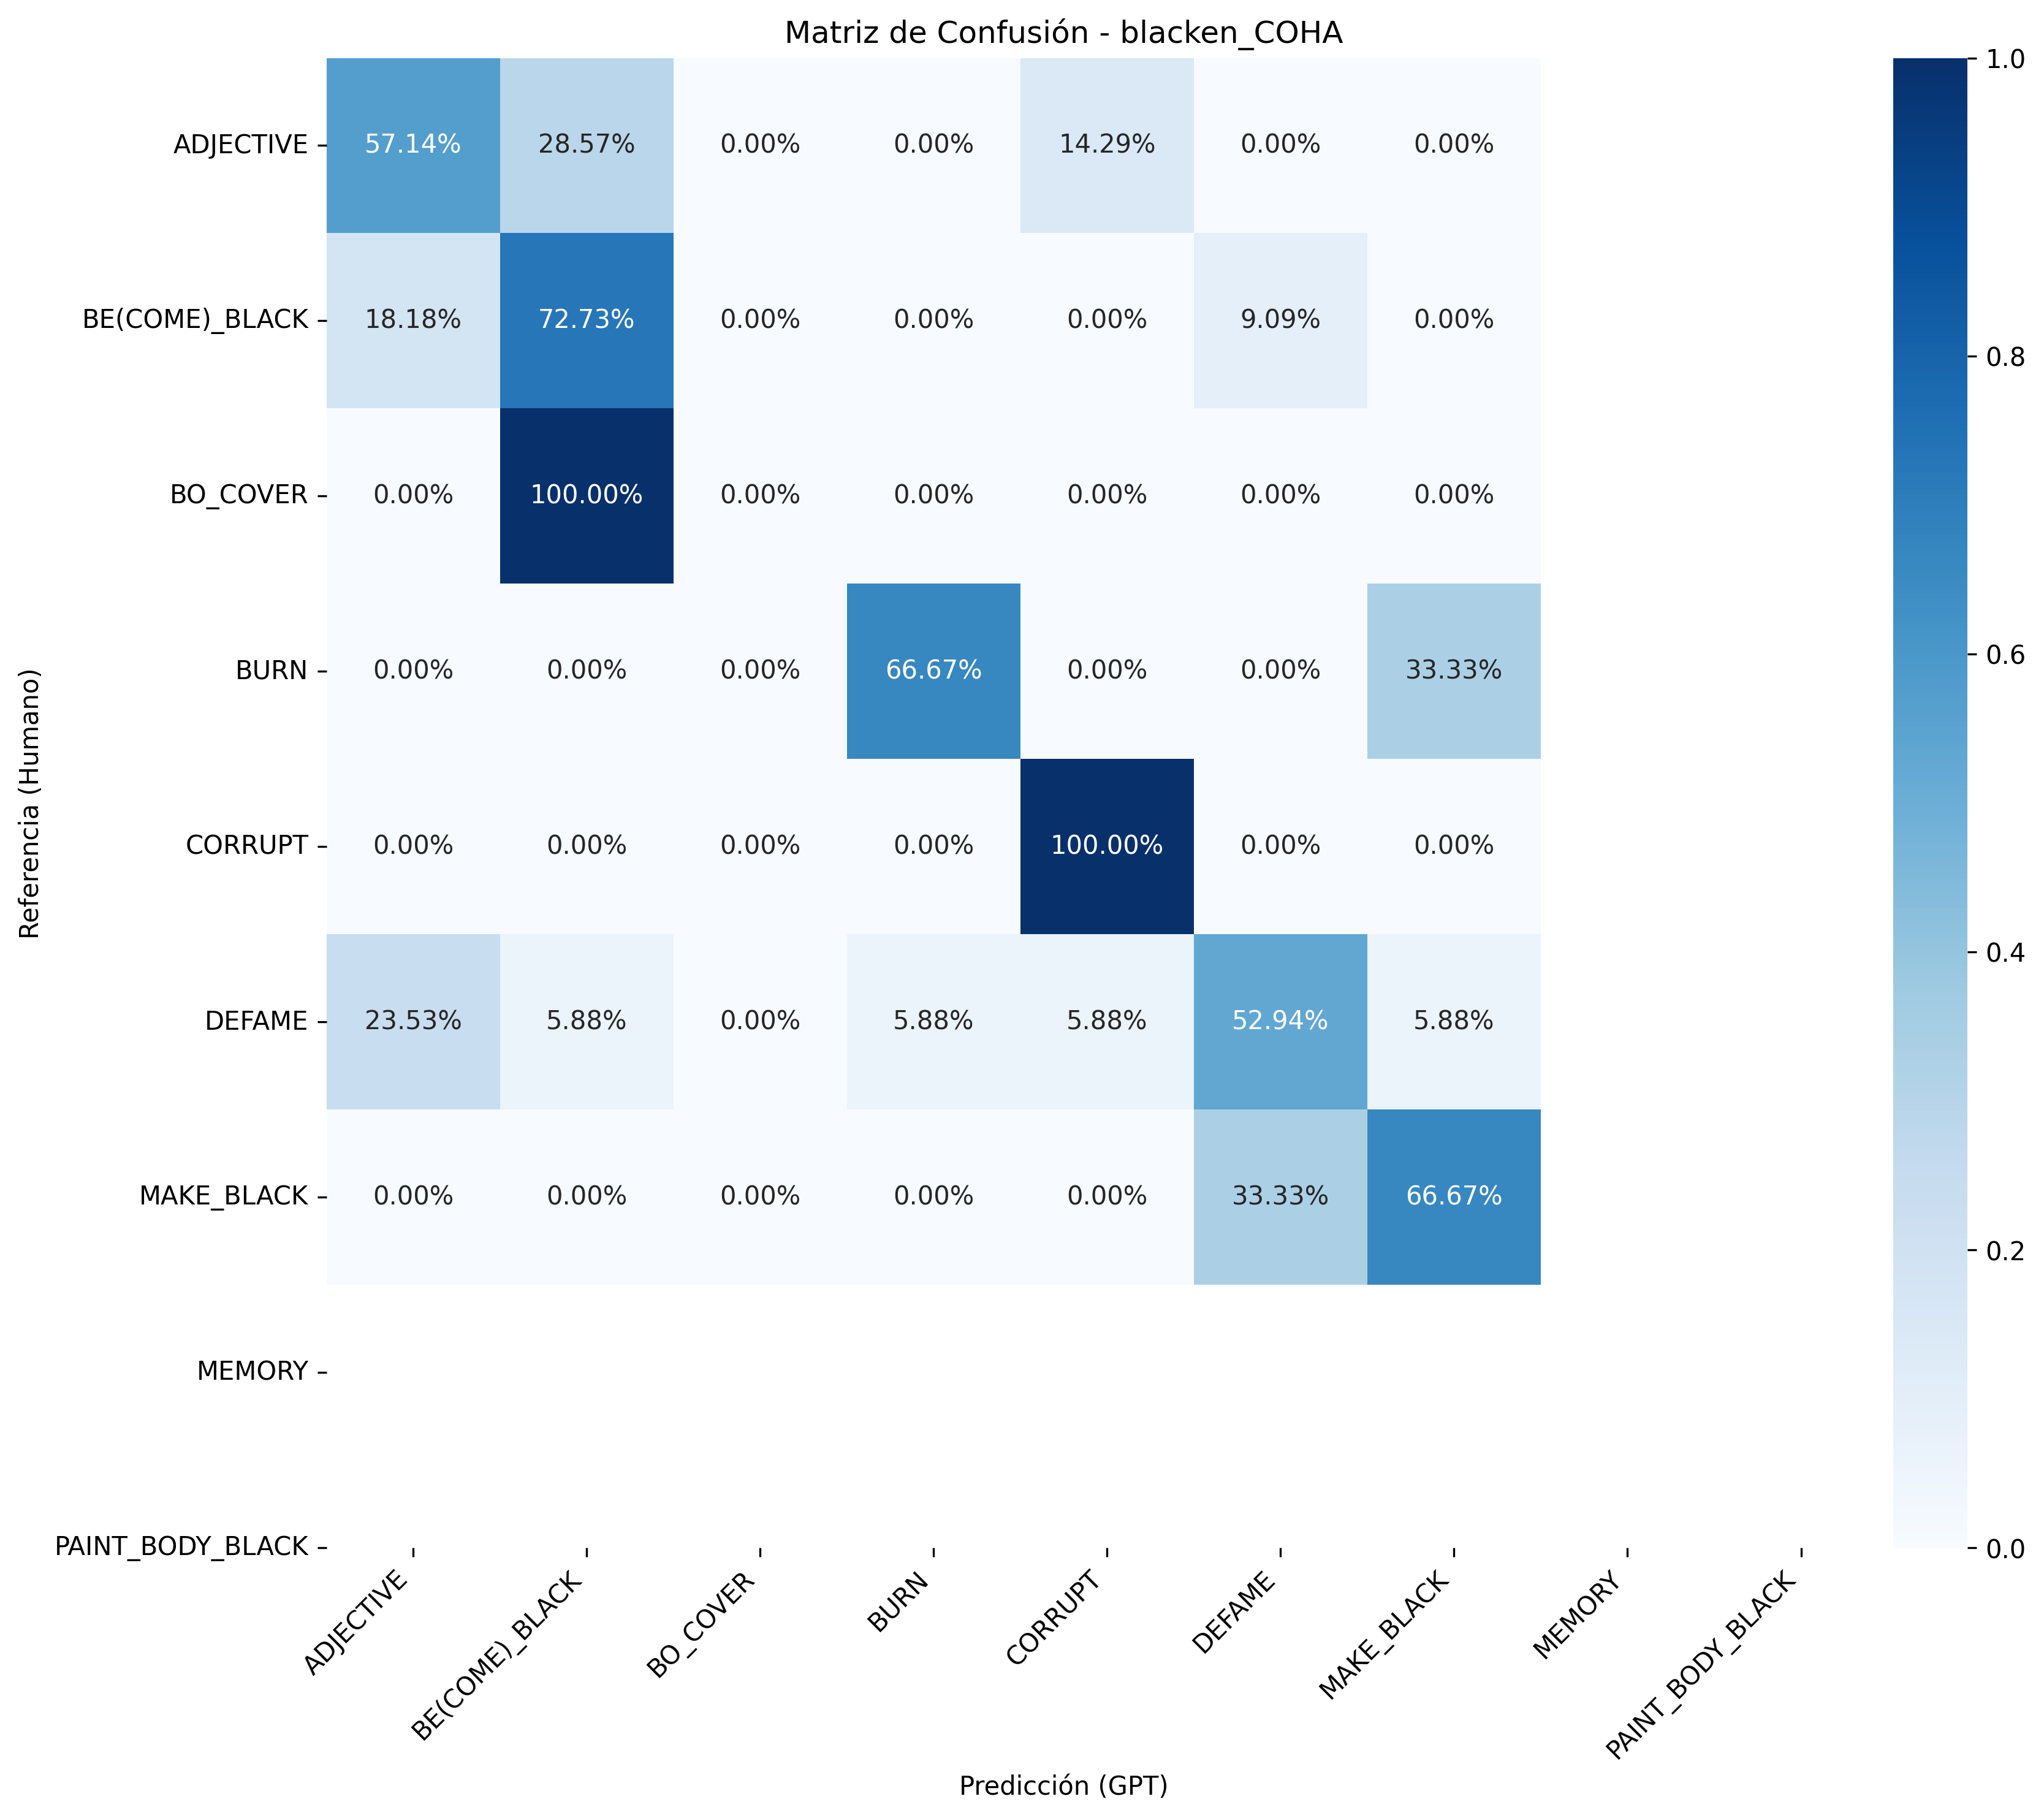 Matriz de Confusión - blacken_COHA
Referencia (Humano)
ADJECTIVE 57.14% 28.57% 0.00% 0.00% 14.29% 0.00% 0.00%
BE(COME)_BLACK 18.18% 72.73% 0.00% 0.00% 0.00% 9.09% 0.00%
BO_COVER 0.00% 100.00% 0.00% 0.00% 0.00% 0.00% 0.00%
BURN 0.00% 0.00% 0.00% 66.67% 0.00% 0.00% 33.33%
CORRUPT 0.00% 0.00% 0.00% 0.00% 100.00% 0.00% 0.00%
DEFAME 23.53% 5.88% 0.00% 5.88% 5.88% 52.94% 5.88%
MAKE_BLACK 0.00% 0.00% 0.00% 0.00% 0.00% 33.33% 66.67%
MEMORY
PAINT_BODY_BLACK
ADJECTIVE
BE(COME)_BLACK
BO_COVER
BURN
CORRUPT
DEFAME
MAKE_BLACK
MEMORY
PAINT_BODY_BLACK
Predicción (GPT)
1.0
0.8
0.6
0.4
0.2
0.0